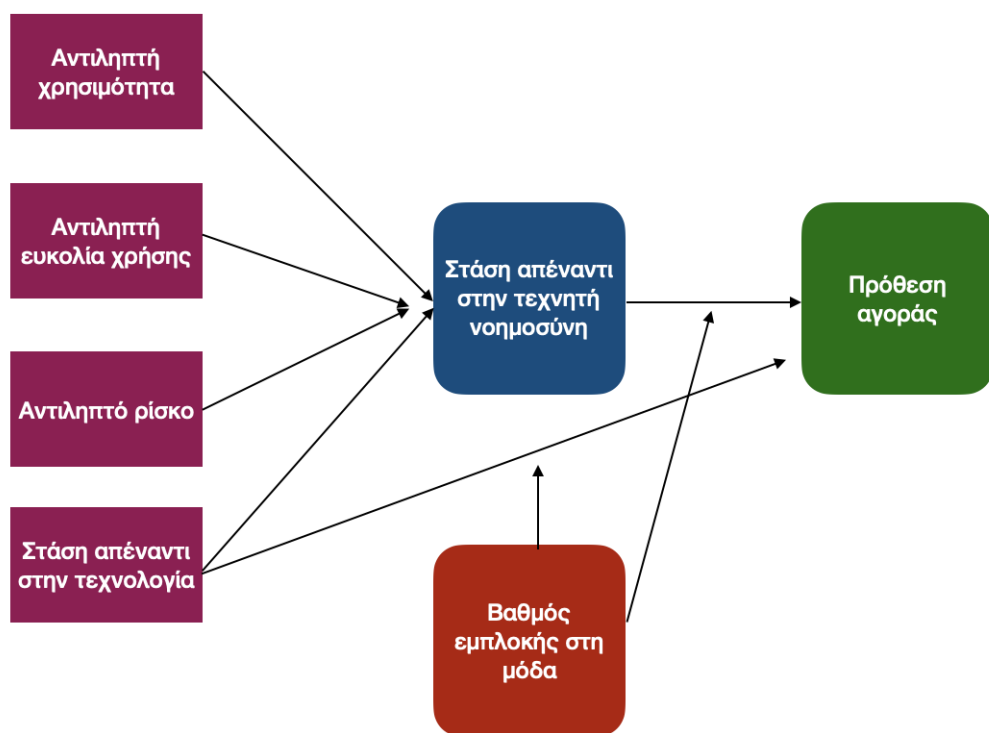 Αντιληπτή
χρησιμότητα
Αντιληπτή
ευκολία χρήσης
Αντιληπτό ρίσκο
Στάση απέναντι
στην τεχνολογία
Στάση απέναντι
στην τεχνητή
νοημοσύνη
Βαθμός
εμπλοκής στη
μόδα
Πρόθεση
αγοράς